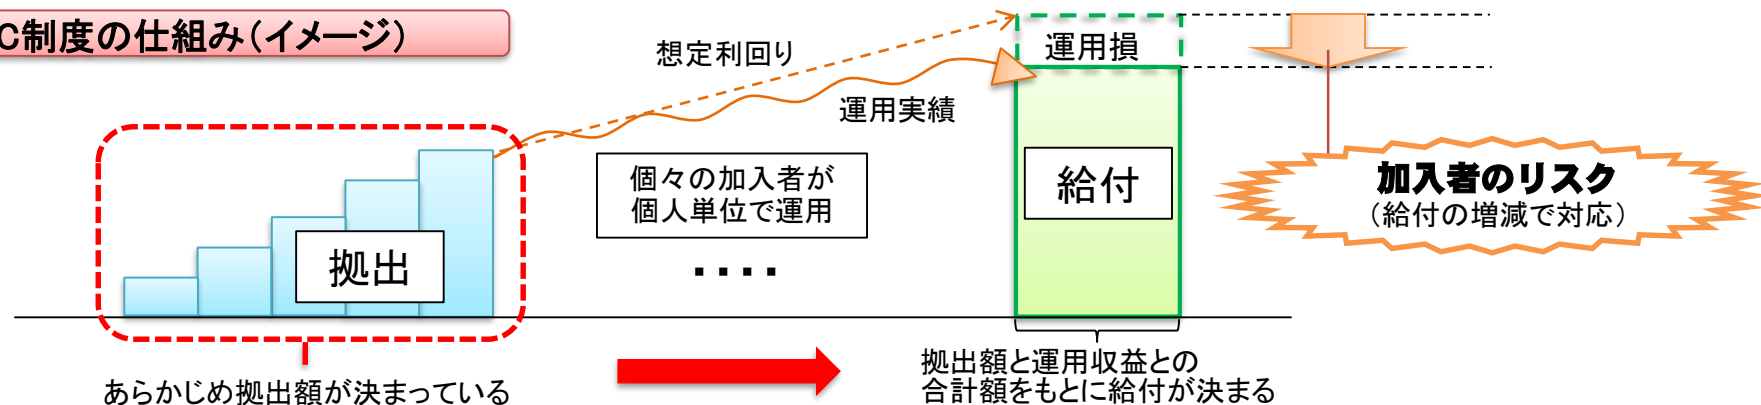 C制度の仕組み（イメージ）
想定利回り
運用損
運用実績
個々の加入者が
個人単位で運用
・・・・
拠出
給付
加入者のリスク
（給付の増減で対応）
あらかじめ拠出額が決まっている
拠出額と運用収益との
合計額をもとに給付が決まる